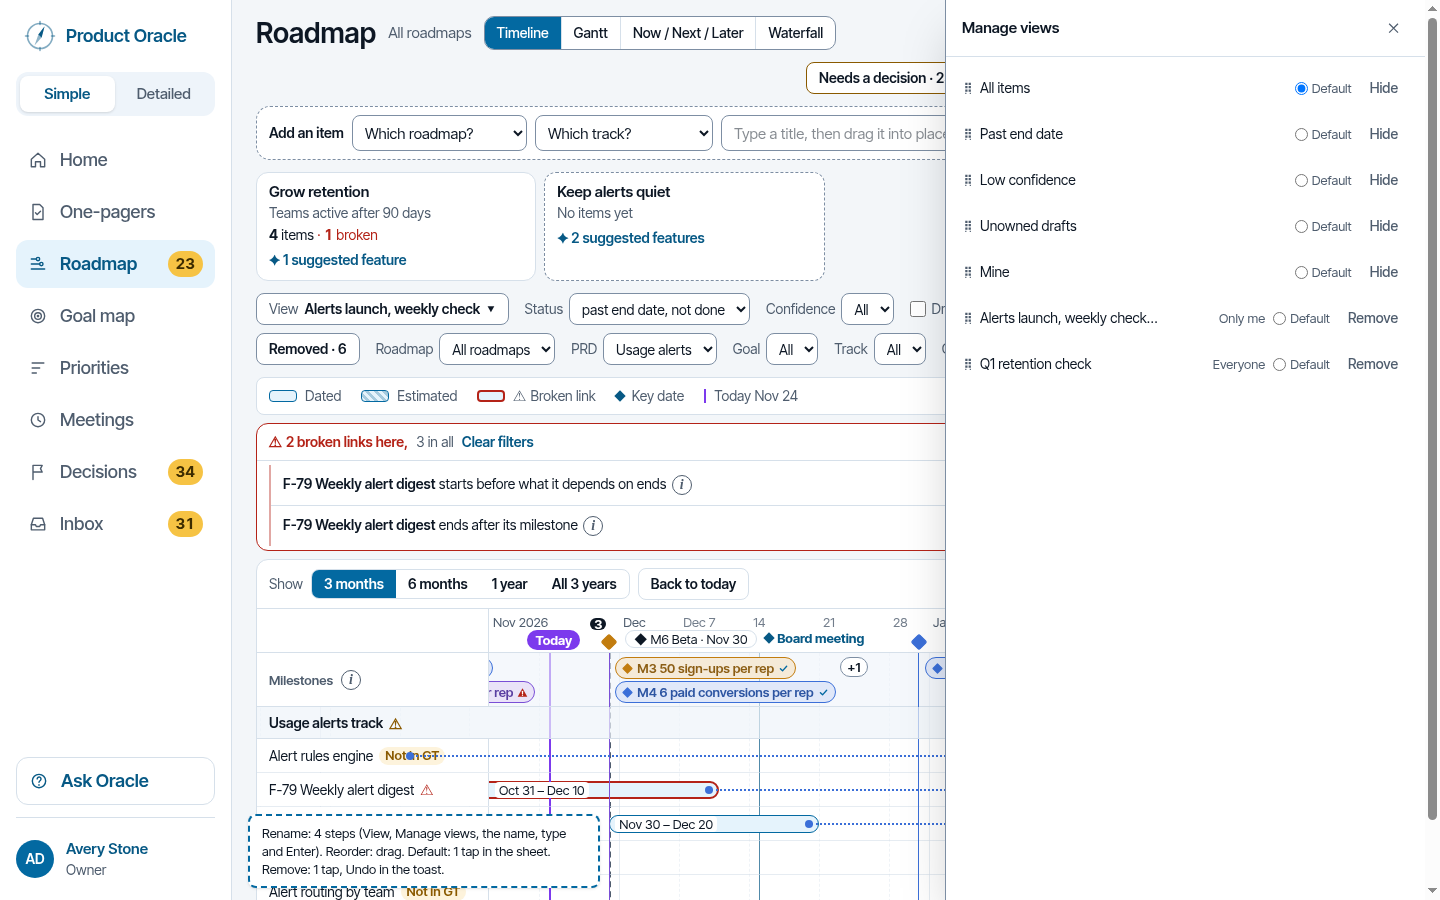 Product Oracle
Simple
Detailed
Home
One-pagers
Roadmap 23
Goal map
Priorities
Meetings
Decisions 34
Inbox 31
Ask Oracle
AD
Avery Stone
Owner
Roadmap All roadmaps
Timeline Gantt Now / Next / Later Waterfall
Needs a decision · 2
Add an item Which roadmap? Which track? Type a title, then drag it into place
Grow retention
Teams active after 90 days
4 items · 1 broken
1 suggested feature
Keep alerts quiet
No items yet
2 suggested features
View Alerts launch, weekly check Status past end date, not done Confidence All
Removed · 6 Roadmap All roadmaps PRD Usage alerts Goal All Track All
Dated Estimated Broken link Key date Today Nov 24
2 broken links here, 3 in all Clear filters
F-79 Weekly alert digest starts before what it depends on ends i
F-79 Weekly alert digest ends after its milestone i
Show 3 months 6 months 1 year All 3 years Back to today
Nov 2026 3 Dec Dec 7 14 21 28 Ja
Today M6 Beta · Nov 30 Board meeting
Milestones i
M3 50 sign-ups per rep +1
r rep M4 6 paid conversions per rep
Usage alerts track
Alert rules engine Not in GT
F-79 Weekly alert digest Oct 31 – Dec 10
Nov 30 – Dec 20
Rename: 4 steps (View, Manage views, the name, type
and Enter). Reorder: drag. Default: 1 tap in the sheet.
Remove: 1 tap, Undo in the toast.
Alert routing by team Not in GT
Manage views
All items Default Hide
Past end date Default Hide
Low confidence Default Hide
Unowned drafts Default Hide
Mine Default Hide
Alerts launch, weekly check... Only me Default Remove
Q1 retention check Everyone Default Remove